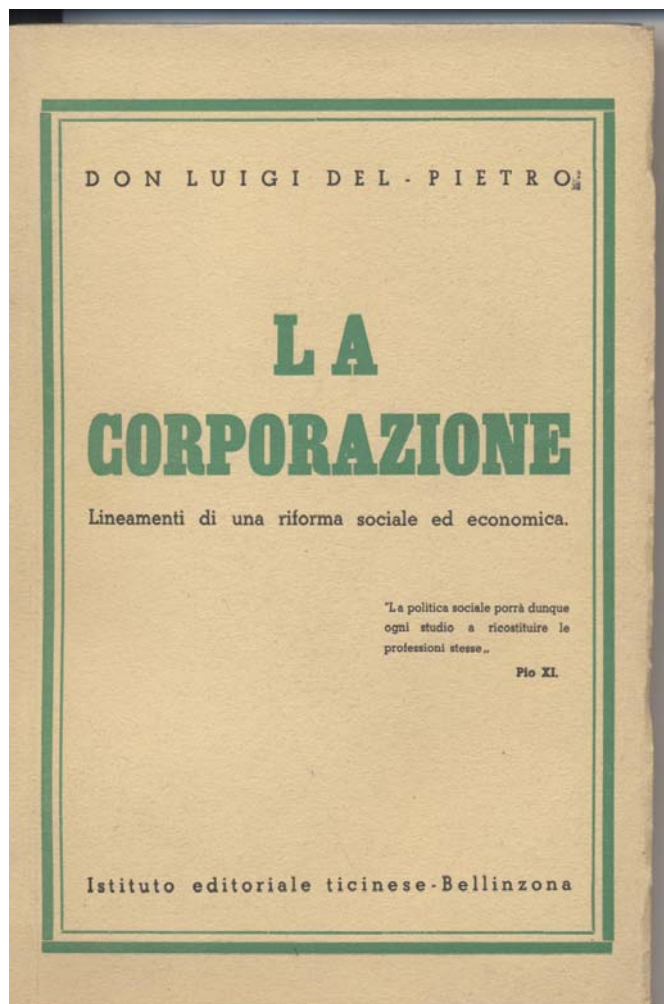 DON LUIGI DEL-PIETRO
LA
CORPORAZIONE
Lineamenti di una riforma sociale ed economica.
"La politica sociale porrà dunque
ogni studio a ricostituire le
professioni stesse„
Pio XI.
Istituto editoriale ticinese-Bellinzona